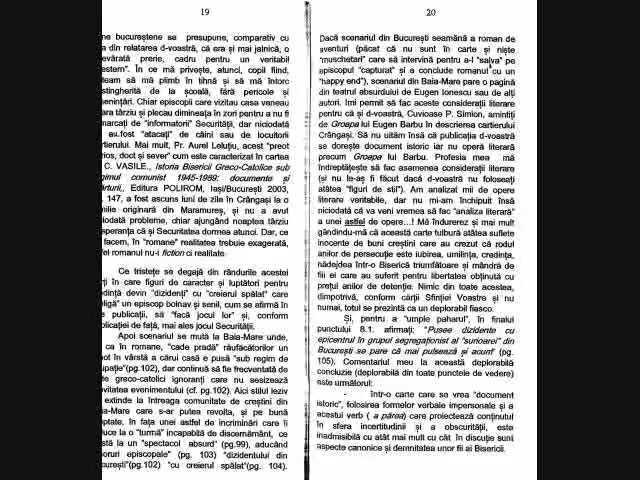 19
ne bucureştene se presupune, comparativ cu
a din relatarea d-voastră, că era şi mai jalnică, o
evărată prerie, cadru pentru un veritabil
estern". În ce mă priveşte, atunci, copil fiind,
team să mă plimb în tihnă şi să mă întorc
stingherită de la şcoală, fără pericole şi
eninţări. Chiar episcopii care vizitau casa veneau
ara târziu şi plecau dimineaţa în zori pentru a nu fi
marcaţi de "informatorii" Securităţii, dar niciodată
au fost "atacaţi" de câini sau de locuitorii
rtierului. Mai mult, Pr. Aurel Leluţiu, acest "preot
rios, doct şi sever" cum este caracterizat în cartea
C. VASILE., Istoria Bisericii Greco-Catolice sub
gimul comunist 1945-1989: documente şi
ărturii,, Editura POLIROM, Iaşi/Bucureşti 2003,
. 147, a fost ascuns luni de zile în Crângaşi la o
milie originară din Maramureş, şi nu a avut
iodată probleme, chiar ajungând noaptea târziu
speranţa că şi Securitatea dormea atunci. Dar, ce
facem, în "romane" realitatea trebuie exagerată,
fel romanul nu-i fiction ci realitate.
Ce tristeţe se degajă din rândurile acestei
rţi în care figuri de caracter şi luptători pentru
edinţă devin "dizidenţi" cu "creierul spălat" care
ligă" un episcop bolnav şi senil, cum se afirmă în
publicaţii, să "facă jocul lor" şi, conform
licaţiei de faţă, mai ales jocul Securităţii.
Apoi scenariul se mută la Baia-Mare unde,
ca în romane, "cade pradă" răufăcătorilor un
ot în vârstă a cărui casă e pusă "sub regim de
upaţie"(pg.102), dar continuă să fie frecventată de
te greco-catolici ignoranţi care nu sesizează
vitatea evenimentului (cf. pg.102). Aici stilul leziv
extinde la întreaga comunitate de creştini din
ia-Mare care s-ar putea revolta, şi pe bună
eptate, în faţa unei astfel de incriminări care îi
uce la o "turmă" incapabilă de discernământ, ce
stă la un "spectacol absurd" (pg.99), aducând
oruri episcopale" (pg. 103) "dizidentului din
cureşti"(pg.102) "cu creierul spălat"(pg. 104).
20
Dacă scenariul din Bucureşti seamănă a roman de
aventuri (păcat că nu sunt în carte şi nişte
"muschetari" care să intervină pentru a-l "salva" pe
episcopul "capturat" şi a conclude romanul cu un
"happy end"), scenariul din Baia-Mare pare o pagină
din teatrul absurdului de Eugen Ionescu sau de alţi
autori. Imi permit să fac aceste consideraţii literare
pentru că şi d-voastră, Cuvioase P. Simion, amintiţi
de Groapa lui Eugen Barbu în descrierea cartierului
Crângaşi. Să nu uităm însă că publicaţia d-voastră
se doreşte document istoric iar nu operă literară
precum Groapa lui Barbu. Profesia mea mă
îndreptăţeşte să fac asemenea consideraţii literare
(şi nu le-aş fi făcut dacă d-voastră nu foloseaţi
atâtea "figuri de stil"). Am analizat mii de opere
literare veritabile, dar nu mi-am închipuit însă
niciodată că va veni vremea să fac "analiza literară"
a unei astfel de opere...! Mă îndurerez şi mai mult
gândindu-mă că această carte tulbură atâtea suflete
inocente de buni creştini care au crezut că rodul
anilor de persecuţie este iubirea, umilinţa, credinţa,
nădejdea într-o Biserică triumfătoare şi mândră de
fiii ei care au suferit pentru libertatea obţinută cu
preţul anilor de detenţie. Nimic din toate acestea,
dimpotrivă, conform cărţii Sfinţiei Voastre şi nu
numai, totul se prezintă ca un deplorabil fiasco.
Şi, pentru a "umple paharul", în finalul
punctului 8.1. afirmaţi: "Pusee dizidente cu
epicentrul în grupul segregaţionist al "surioarei" din
Bucureşti se pare că mai pulsează şi acum" (pg.
105). Comentariul meu la această deplorabilă
concluzie (deplorabilă din toate punctele de vedere)
este următorul:
- într-o carte care se vrea "document
istoric", folosirea formelor verbale impersonale şi a
acestui verb ( a părea) care proiectează conţinutul
în sfera incertitudinii şi a obscurităţii, este
inadmisibilă cu atât mai mult cu cât în discuţie sunt
aspecte canonice şi demnitatea unor fii ai Bisericii.